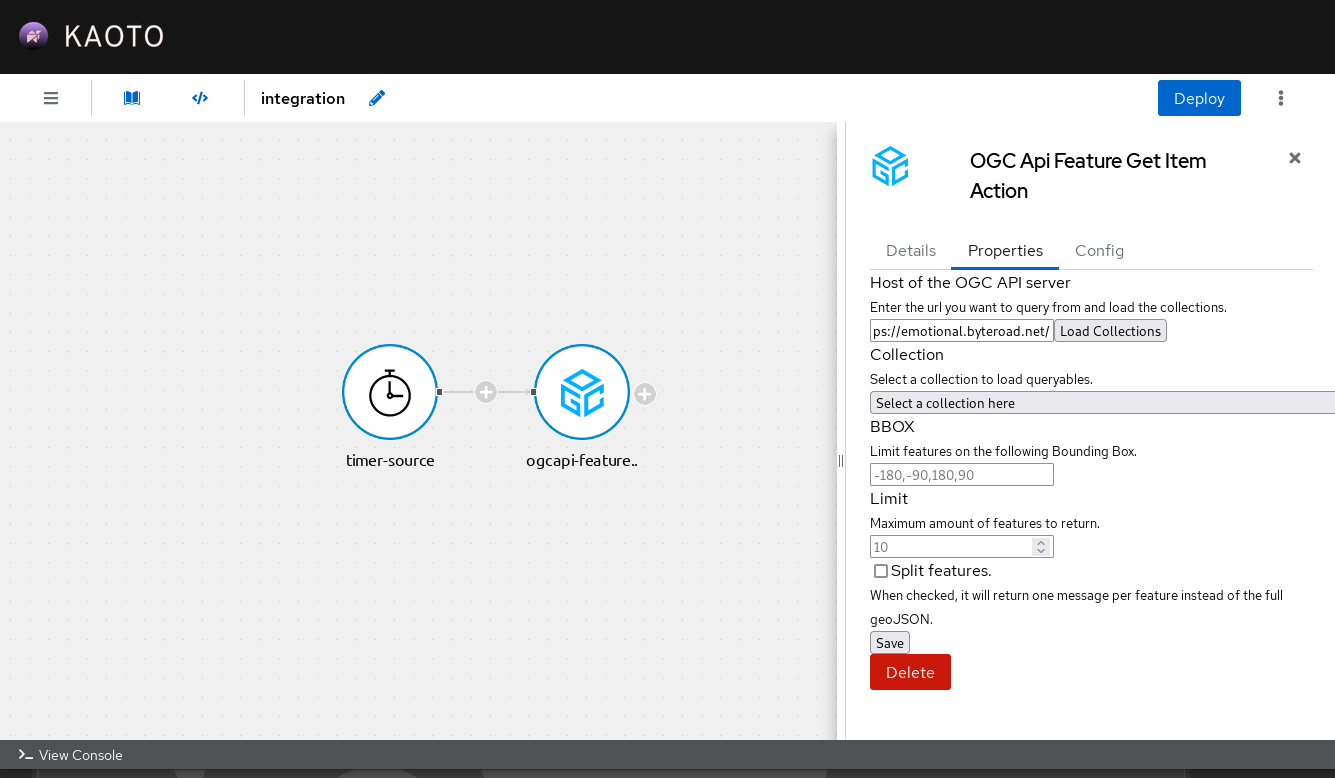 KAOTO
integration
Deploy
OGC Api Feature Get Item
Action
Details Properties Config
Host of the OGC API server
Enter the url you want to query from and load the collections.
ps://emotional.byteroad.net/ Load Collections
Collection
Select a collection to load queryables.
Select a collection here
BBOX
Limit features on the following Bounding Box.
-180,-90,180,90
Limit
Maximum amount of features to return.
10
Split features.
When checked, it will return one message per feature instead of the full
geoJSON.
Save
Delete
timer-source
ogcapi-feature..
View Console